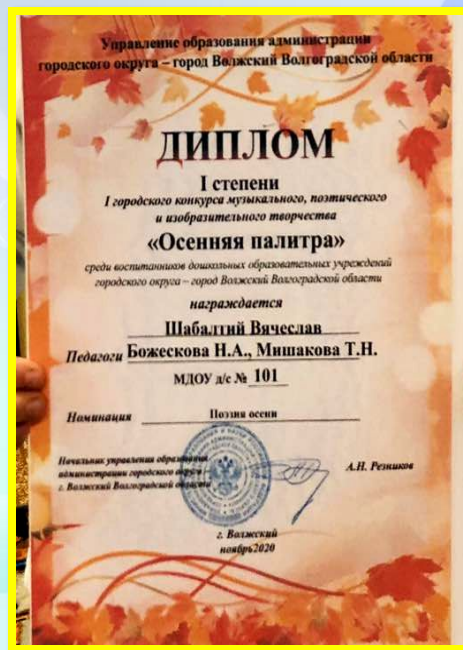 Управление образования администрации
городского округа – город Волжский Волгоградской области
ДИПЛОМ
I степени
I городского конкурса музыкального, поэтического
и изобразительного творчества
«Осенняя палитра»
среди воспитанников дошкольных образовательных учреждений
городского округа – город Волжский Волгоградской области
награждается
Шабалтий Вячеслав
Педагоги Божескова Н.А., Мишакова Т.Н.
МДОУ д/с № 101
Номинация Поэзия осени
Начальник управления образования
администрации городского округа –
г. Волжский Волгоградской области
А.Н. Резников
г. Волжский
ноябрь2020